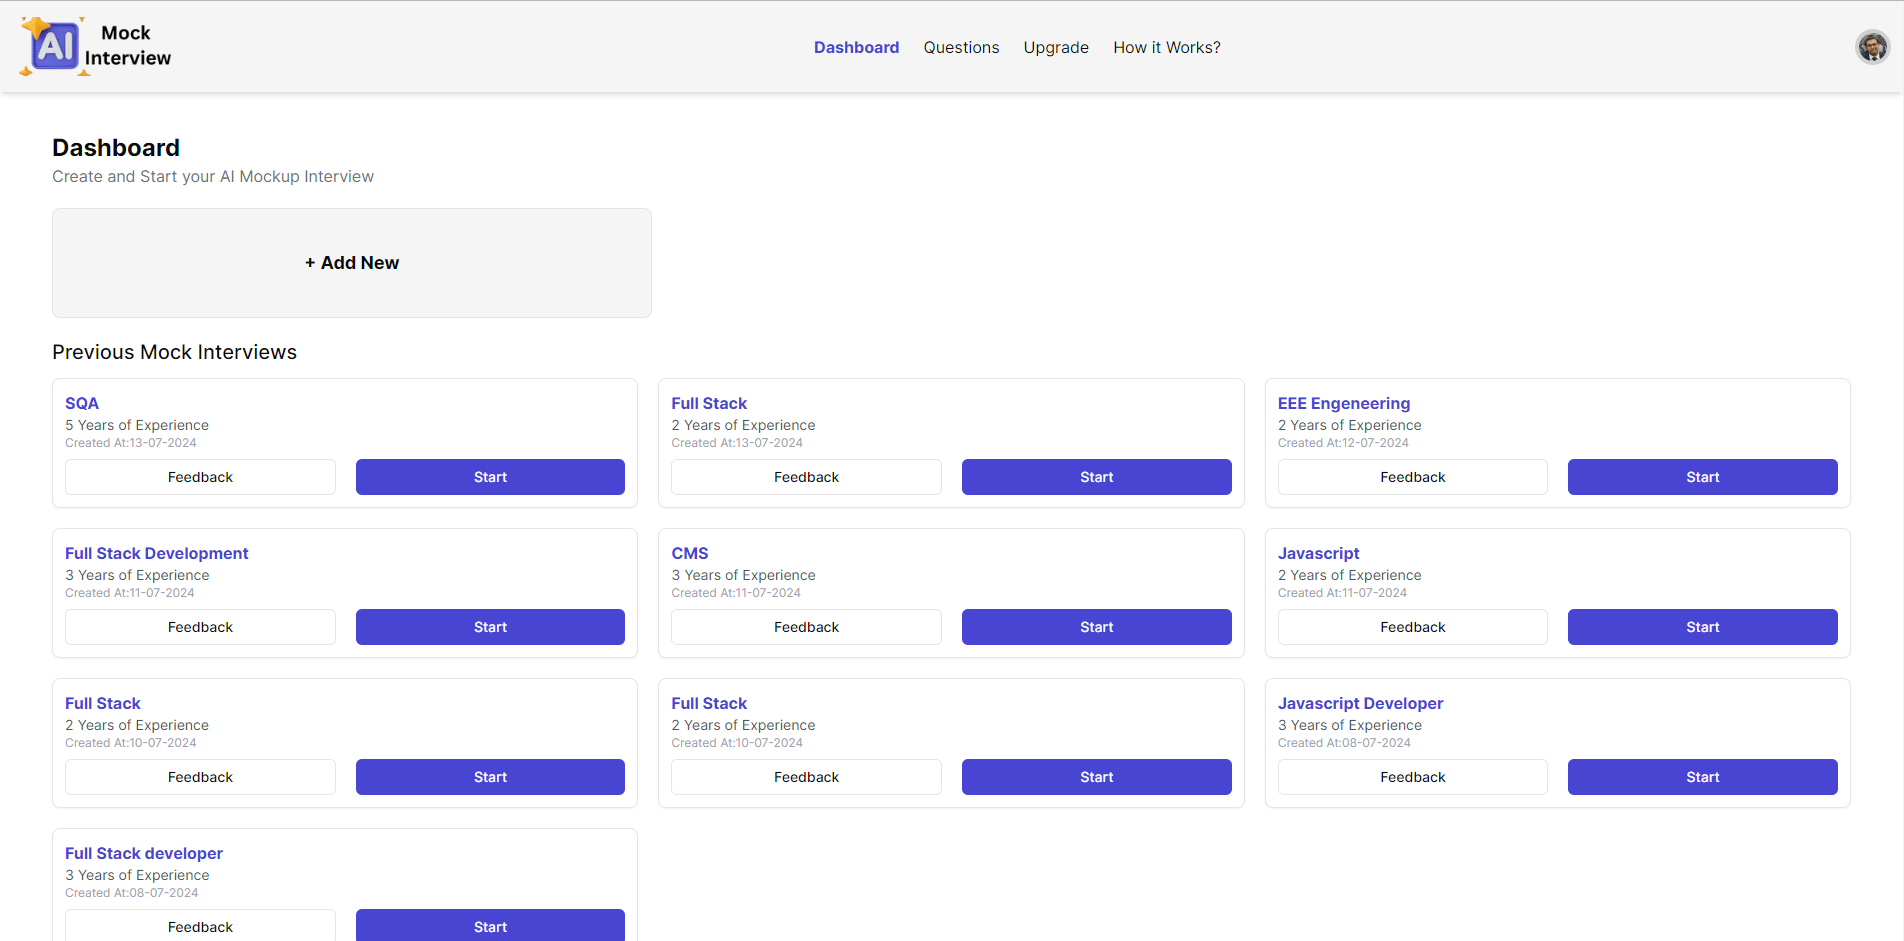 AI Mock
Interview
Dashboard Questions Upgrade How it Works?
Dashboard
Create and Start your AI Mockup Interview
+ Add New
Previous Mock Interviews
SQA
5 Years of Experience
Created At:13-07-2024
Feedback Start
Full Stack
2 Years of Experience
Created At:13-07-2024
Feedback Start
EEE Engeneering
2 Years of Experience
Created At:12-07-2024
Feedback Start
Full Stack Development
3 Years of Experience
Created At:11-07-2024
Feedback Start
CMS
3 Years of Experience
Created At:11-07-2024
Feedback Start
Javascript
2 Years of Experience
Created At:11-07-2024
Feedback Start
Full Stack
2 Years of Experience
Created At:10-07-2024
Feedback Start
Full Stack
2 Years of Experience
Created At:10-07-2024
Feedback Start
Javascript Developer
3 Years of Experience
Created At:08-07-2024
Feedback Start
Full Stack developer
3 Years of Experience
Created At:08-07-2024
Feedback Start